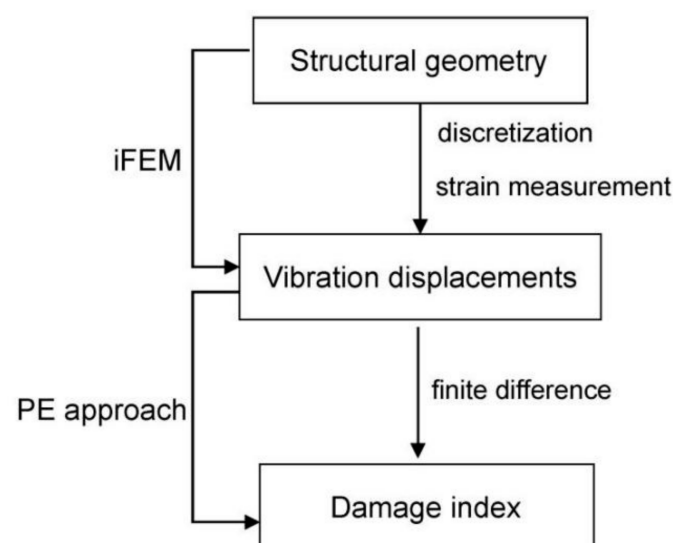 Structural geometry
discretization
iFEM
strain measurement
Vibration displacements
finite difference
PE approach
Damage index